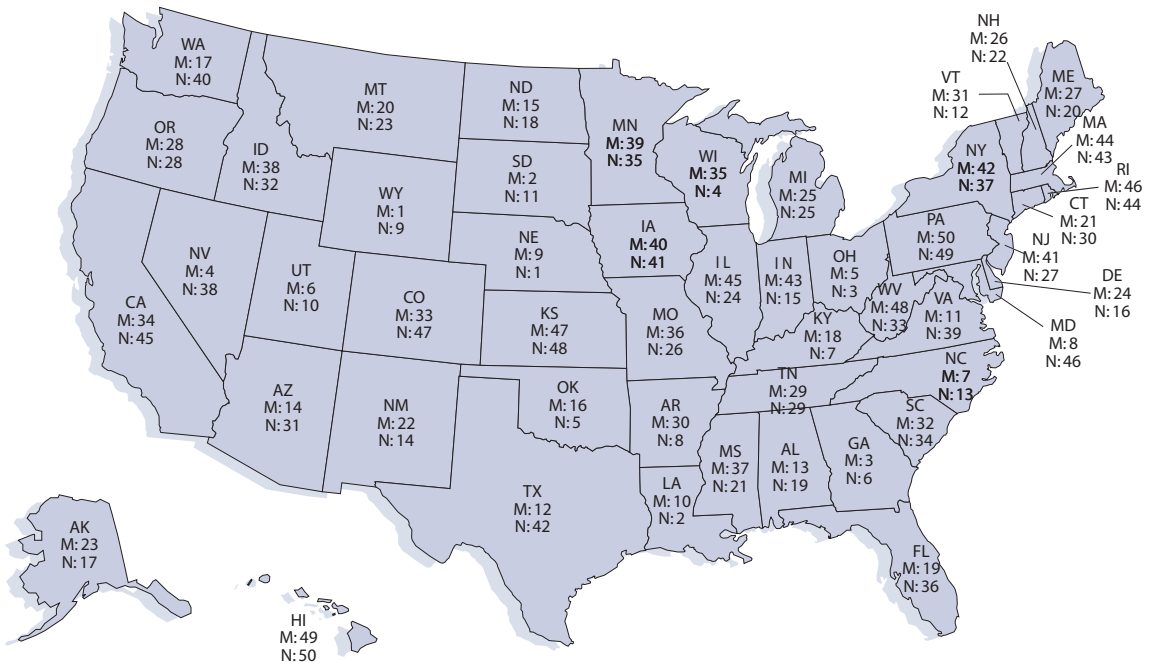 NH
M: 26
N: 22
VT
M: 31
N: 12
ME
M: 27
N: 20
WA
M: 17
N: 40
MT
M: 20
N: 23
ND
M: 15
N: 18
MN
M: 39
N: 35
MA
M: 44
N: 43
OR
M: 28
N: 28
ID
M: 38
N: 32
SD
M: 2
N: 11
WI
M: 35
N: 4
MI
M: 25
N: 25
NY
M: 42
N: 37
RI
M: 46
N: 44
WY
M: 1
N: 9
CT
M: 21
N: 30
IA
M: 40
N: 41
PA
M: 50
N: 49
NE
M: 9
N: 1
NJ
M: 41
N: 27
NV
M: 4
N: 38
UT
M: 6
N: 10
IL
M: 45
N: 24
IN
M: 43
N: 15
OH
M: 5
N: 3
DE
M: 24
N: 16
CA
M: 34
N: 45
CO
M: 33
N: 47
KS
M: 47
N: 48
MO
M: 36
N: 26
WV
M: 48
N: 33
VA
M: 11
N: 39
MD
M: 8
N: 46
KY
M: 18
N: 7
NC
M: 7
N: 13
TN
M: 29
N: 29
AZ
M: 14
N: 31
NM
M: 22
N: 14
OK
M: 16
N: 5
AR
M: 30
N: 8
SC
M: 32
N: 34
MS
M: 37
N: 21
AL
M: 13
N: 19
GA
M: 3
N: 6
TX
M: 12
N: 42
LA
M: 10
N: 2
AK
M: 23
N: 17
FL
M: 19
N: 36
HI
M: 49
N: 50